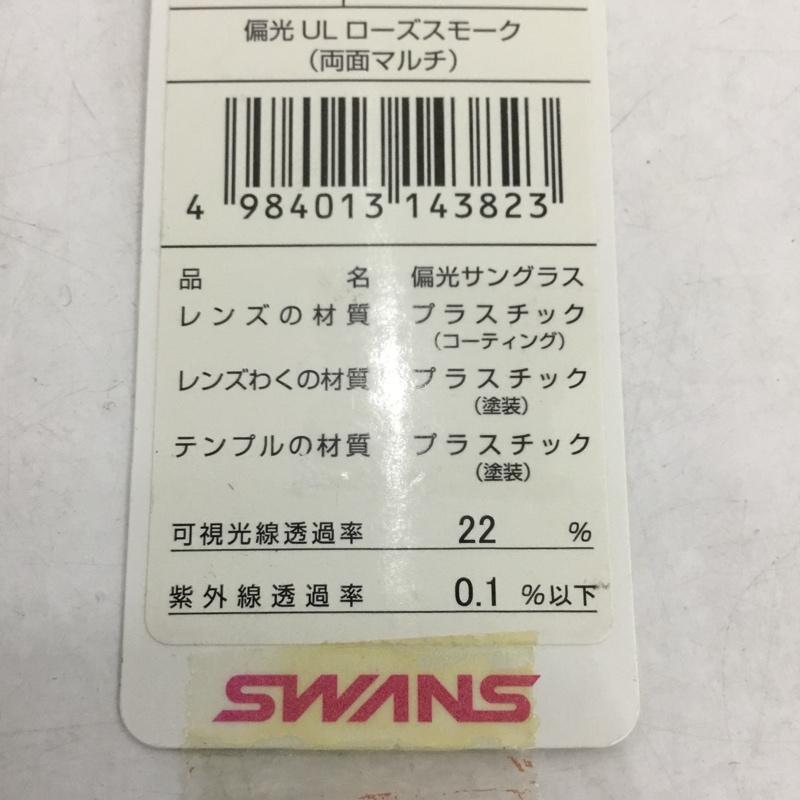 偏光 UL ローズスモーク
（両面マルチ）
4 984013 143823
品名 偏光サングラス
レンズの材質 プラスチック
（コーティング）
レンズわくの材質 プラスチック
（塗装）
テンプルの材質 プラスチック
（塗装）
可視光線透過率 22 %
紫外線透過率 0.1 %以下
SWANS